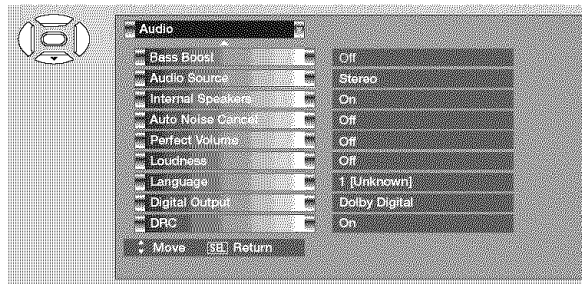 Audio
Bass Boost Off
Audio Source Stereo
Internal Speakers On
Auto Noise Cancel Off
Perfect Volume Off
Loudness Off
Language 1 [Unknown]
Digital Output Dolby Digital
DRC On
Move SEL Return